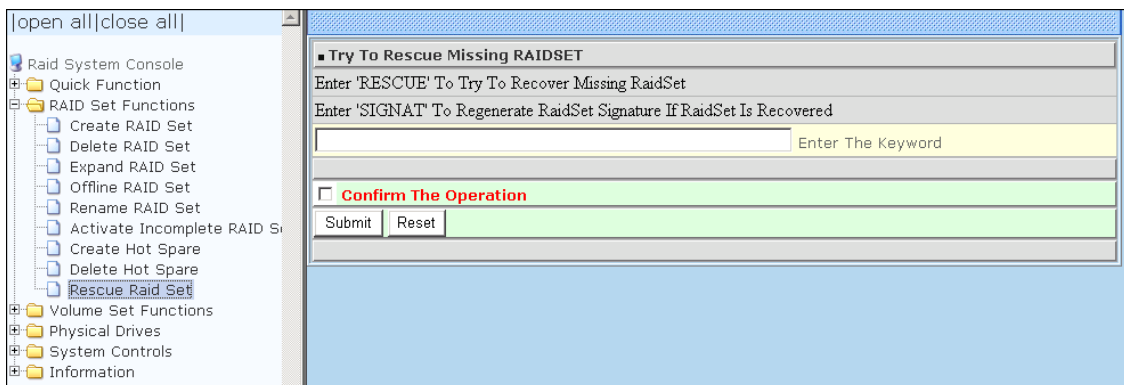 |open all|close all|
Raid System Console
Quick Function
RAID Set Functions
Create RAID Set
Delete RAID Set
Expand RAID Set
Offline RAID Set
Rename RAID Set
Activate Incomplete RAID
Create Hot Spare
Delete Hot Spare
Rescue Raid Set
Volume Set Functions
Physical Drives
System Controls
Information
Try To Rescue Missing RAIDSET
Enter 'RESCUE' To Try To Recover Missing RaidSet
Enter 'SIGNAT' To Regenerate RaidSet Signature If RaidSet Is Recovered
Enter The Keyword
Confirm The Operation
Submit Reset